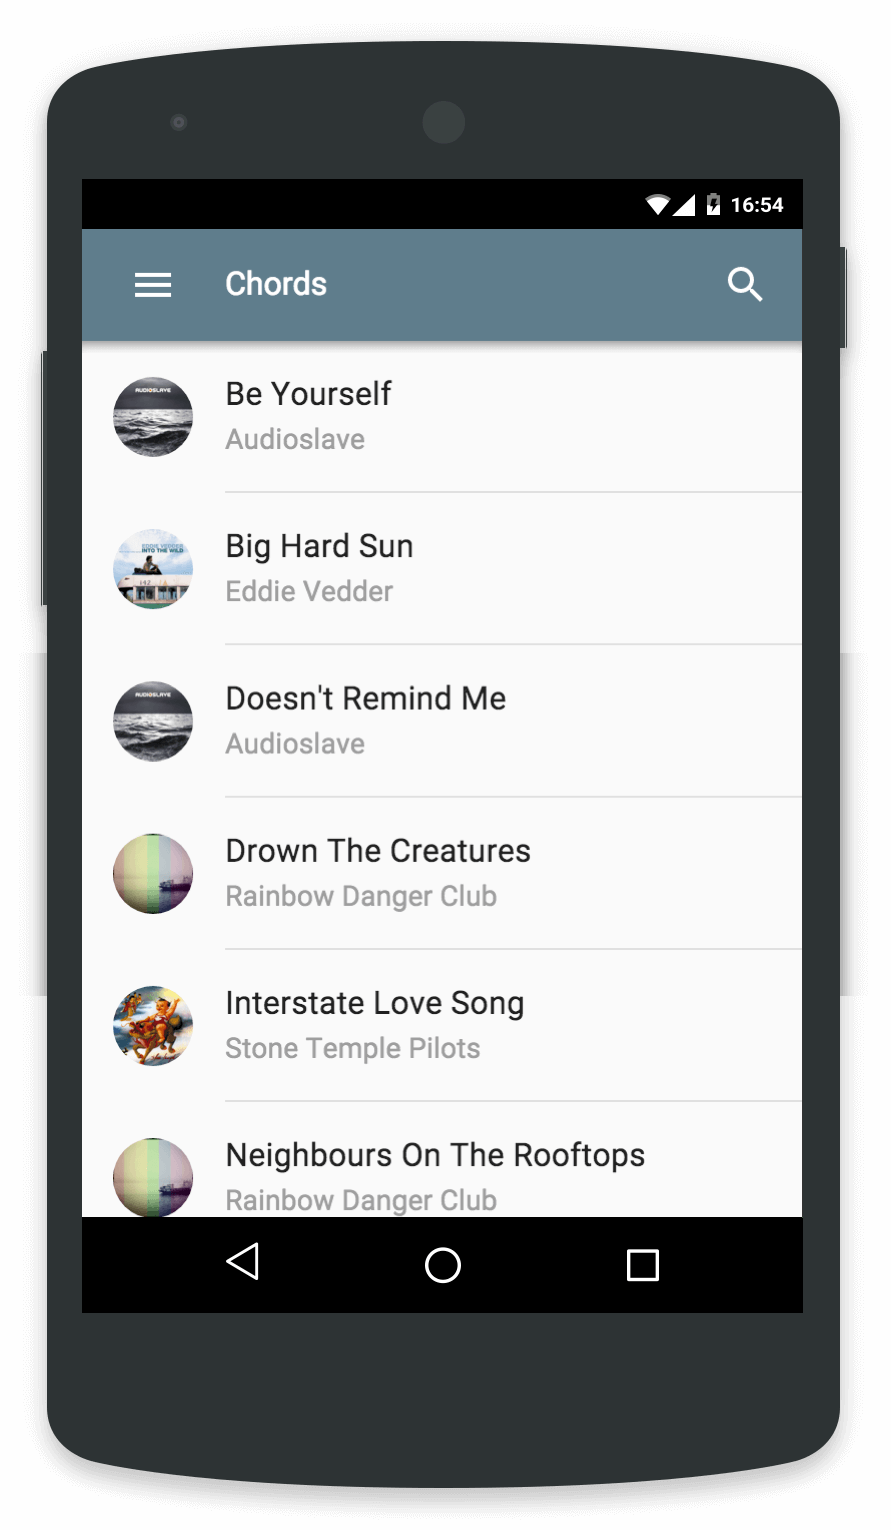 16:54
Chords
AUDIOSLAVE
Be Yourself
Audioslave
EDDIE VEDDER
INTO THE WILD
Big Hard Sun
Eddie Vedder
AUDIOSLAVE
Doesn't Remind Me
Audioslave
Drown The Creatures
Rainbow Danger Club
Interstate Love Song
Stone Temple Pilots
Neighbours On The Rooftops
Rainbow Danger Club